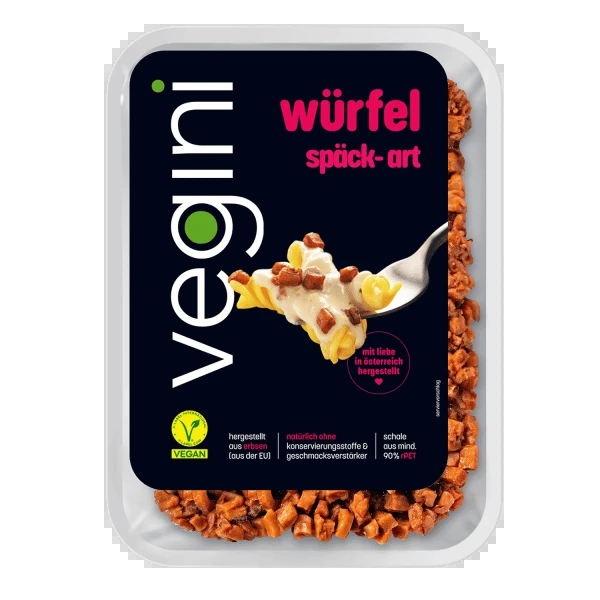 vegini
würfel
späck- art
mit liebe
in österreich
hergestellt
VEGAN
hergestellt
aus erbsen
(aus der EU)
natürlich ohne
konservierungsstoffe &
geschmacksverstärker
schale
aus mind.
90% rPET